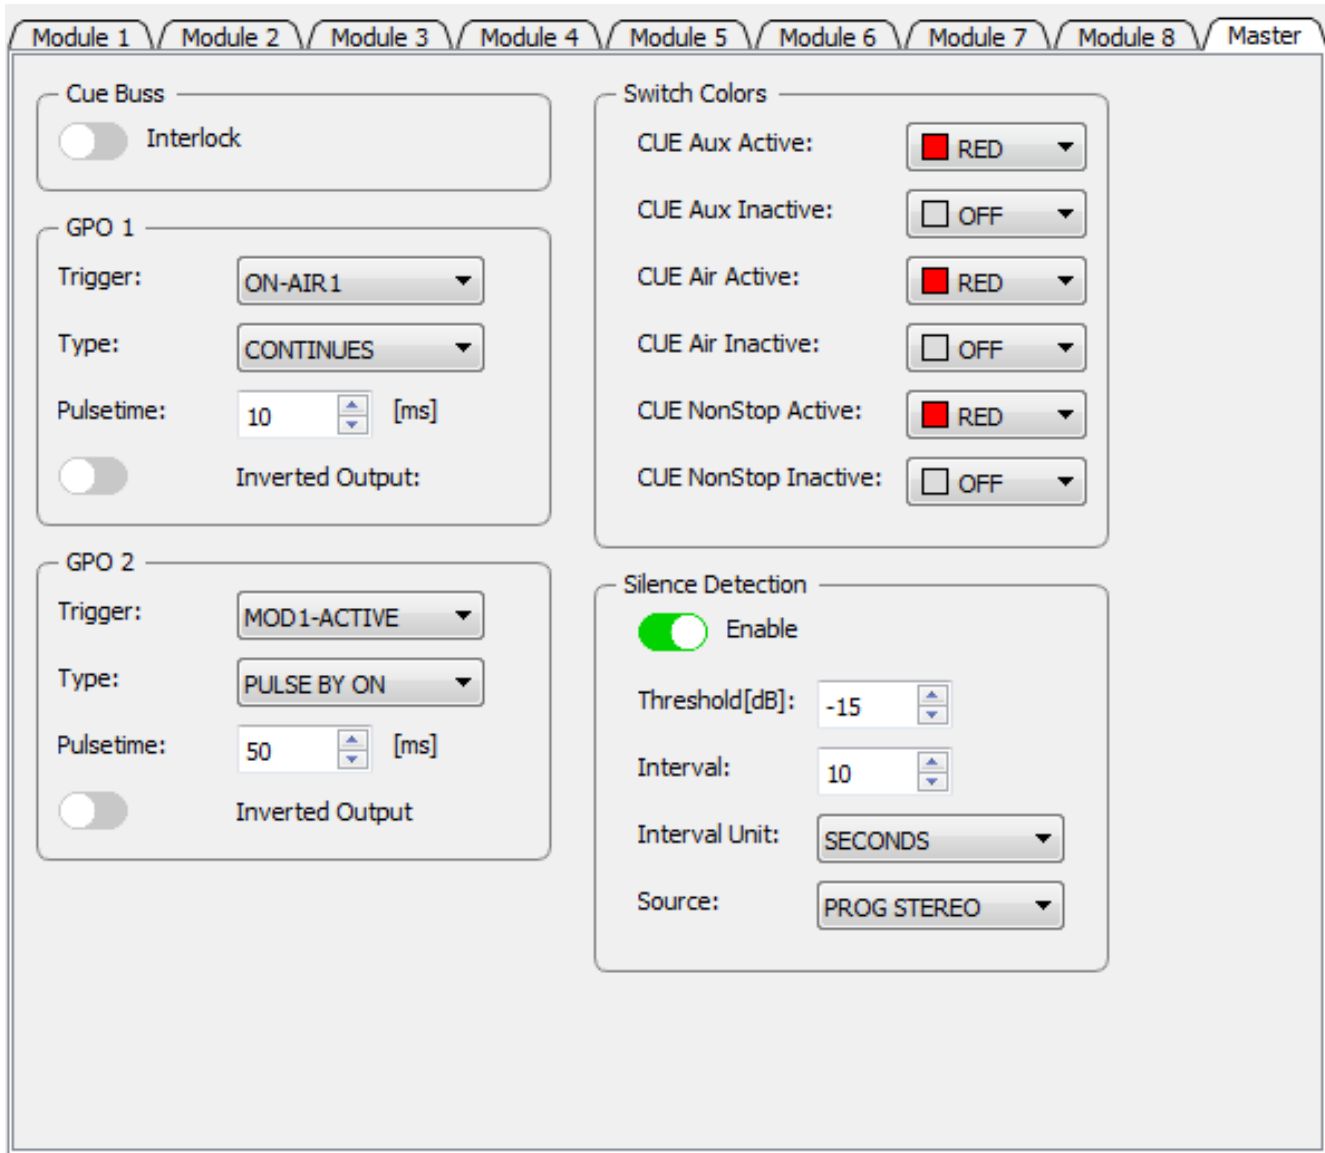 Module 1 Module 2 Module 3 Module 4 Module 5 Module 6 Module 7 Module 8 Master
Cue Buss
Interlock
GPO 1
Trigger: ON-AIR1
Type: CONTINUES
Pulsetime: 10 [ms]
Inverted Output:
GPO 2
Trigger: MOD1-ACTIVE
Type: PULSE BY ON
Pulsetime: 50 [ms]
Inverted Output
Switch Colors
CUE Aux Active: RED
CUE Aux Inactive: OFF
CUE Air Active: RED
CUE Air Inactive: OFF
CUE NonStop Active: RED
CUE NonStop Inactive: OFF
Silence Detection
Enable
Threshold[dB]: -15
Interval: 10
Interval Unit: SECONDS
Source: PROG STEREO